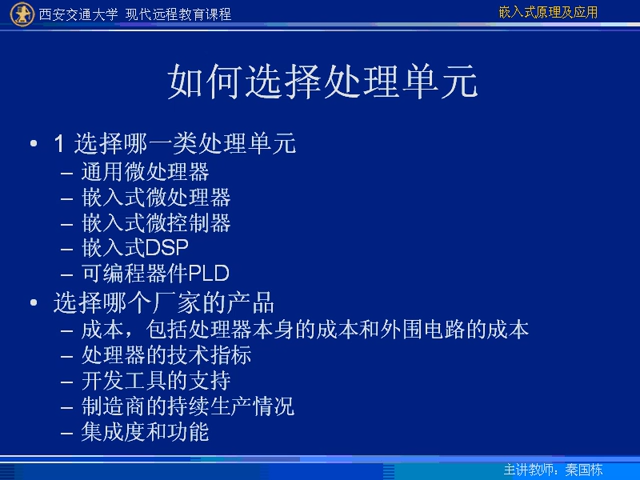 西安交通大学 现代远程教育课程
嵌入式原理及应用
如何选择处理单元
• 1 选择哪一类处理单元
– 通用微处理器
– 嵌入式微处理器
– 嵌入式微控制器
– 嵌入式DSP
– 可编程器件PLD
• 选择哪个厂家的产品
– 成本，包括处理器本身的成本和外围电路的成本
– 处理器的技术指标
– 开发工具的支持
– 制造商的持续生产情况
– 集成度和功能
主讲教师：秦国栋